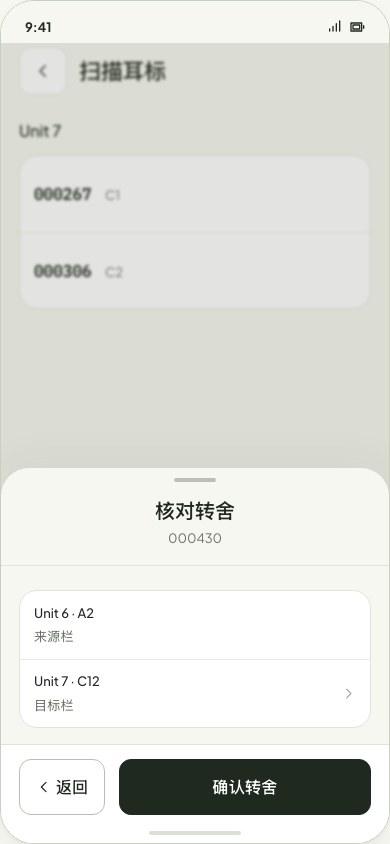 9:41
扫描耳标
Unit 7
000267 C1
000306 C2
核对转舍
000430
Unit 6 · A2
来源栏
Unit 7 · C12
目标栏
返回
确认转舍